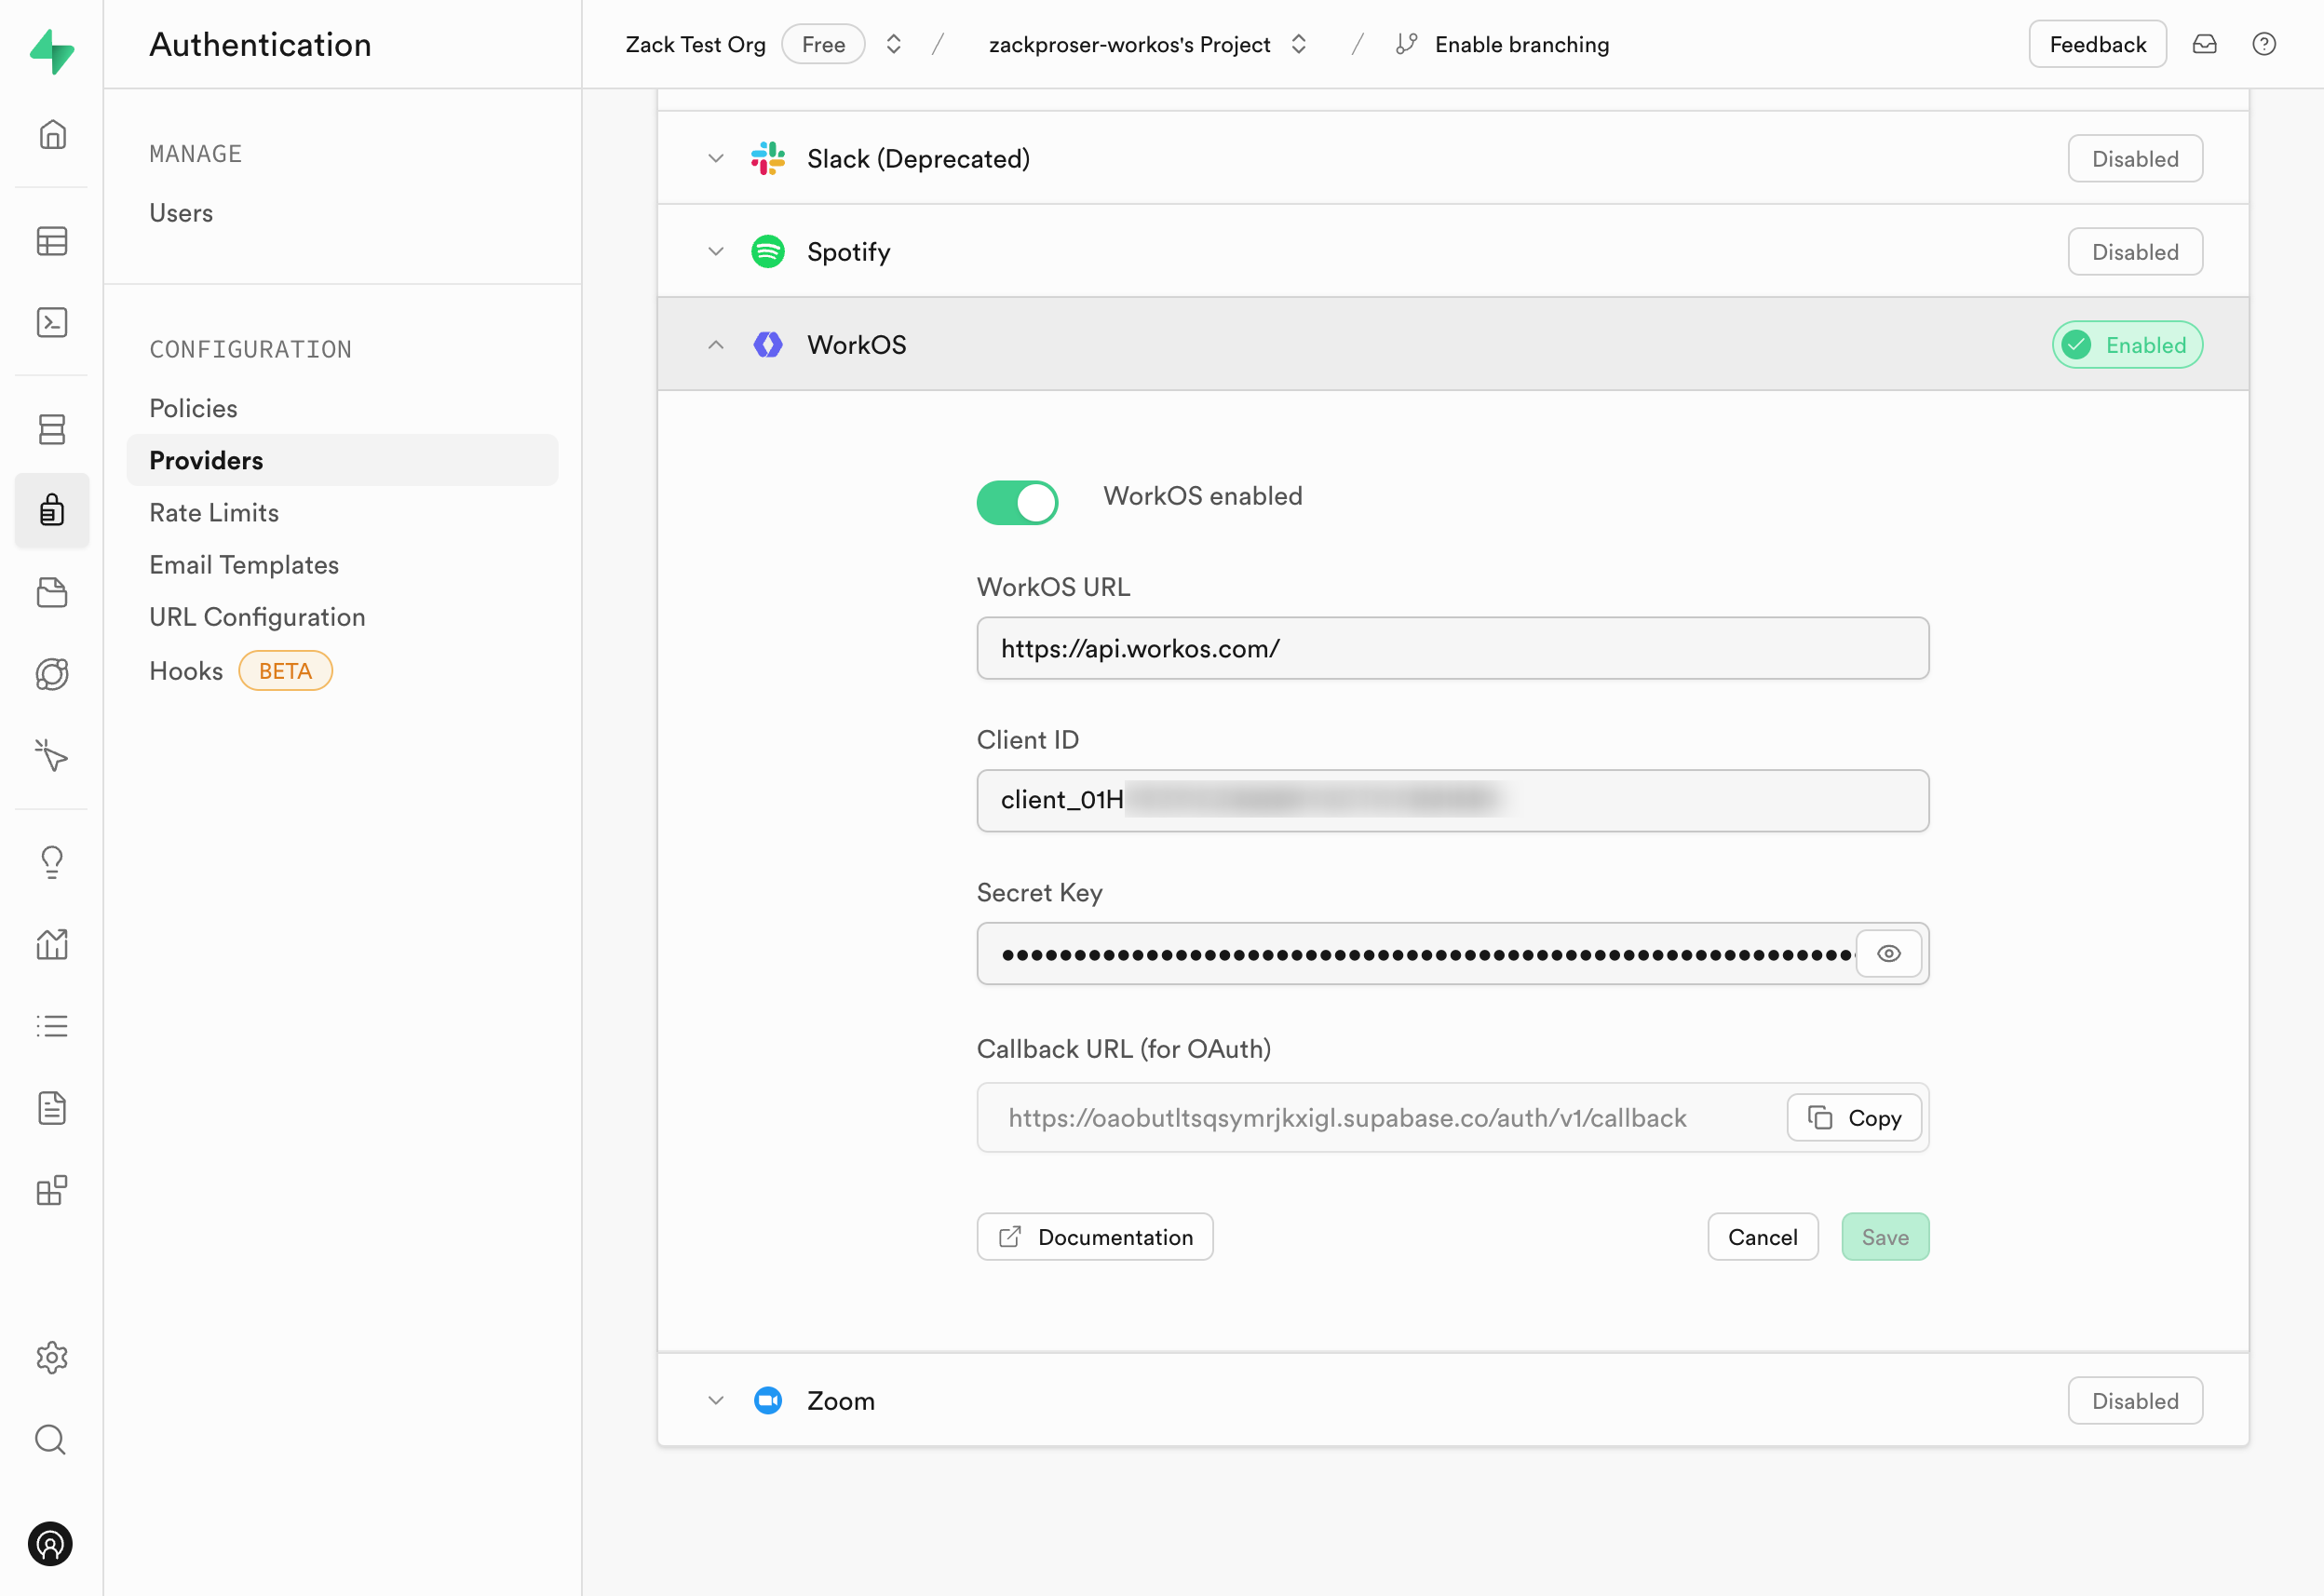 Authentication
Zack Test Org Free / zackproser-workos's Project / Enable branching
Feedback
MANAGE
Users
CONFIGURATION
Policies
Providers
Rate Limits
Email Templates
URL Configuration
Hooks BETA
Slack (Deprecated) Disabled
Spotify Disabled
WorkOS Enabled
WorkOS enabled
WorkOS URL
https://api.workos.com/
Client ID
client_01H
Secret Key
Callback URL (for OAuth)
https://oaobutltsqsymrjkxigl.supabase.co/auth/v1/callback Copy
Documentation Cancel Save
Zoom Disabled